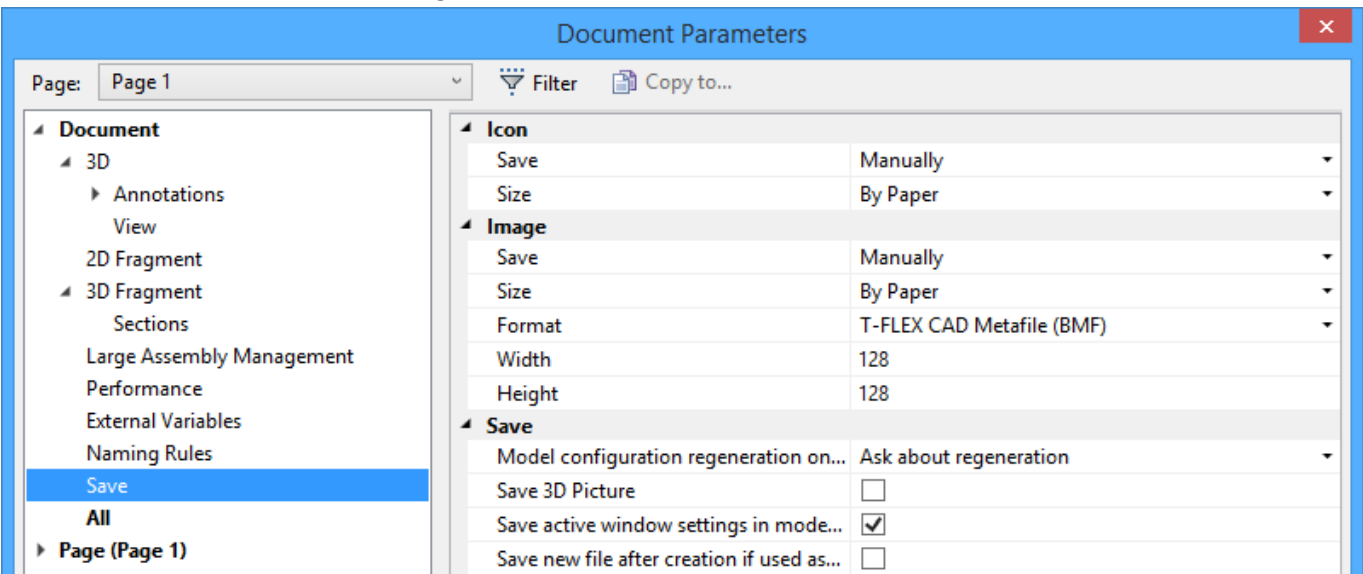 Document Parameters
Page: Page 1 Filter Copy to...
Document
3D
Annotations
View
2D Fragment
3D Fragment
Sections
Large Assembly Management
Performance
External Variables
Naming Rules
Save
All
Page (Page 1)
Icon
Save Manually
Size By Paper
Image
Save Manually
Size By Paper
Format T-FLEX CAD Metafile (BMF)
Width 128
Height 128
Save
Model configuration regeneration on... Ask about regeneration
Save 3D Picture
Save active window settings in mode...
Save new file after creation if used as...